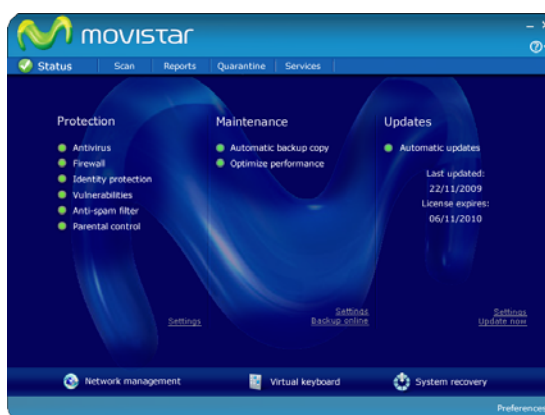 movistar
Status
Scan
Reports
Quarantine
Services
Protection
Antivirus
Firewall
Identity protection
Vulnerabilities
Anti-spam filter
Parental control
Settings
Maintenance
Automatic backup copy
Optimize performance
Settings
Backup online
Updates
Automatic updates
Last updated:
22/11/2009
License expires:
06/11/2010
Settings
Update now
Network management
Virtual keyboard
System recovery
Preferences